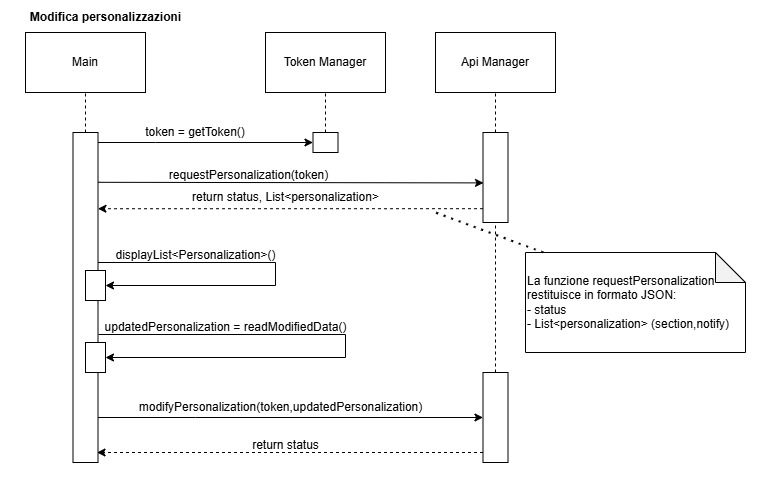 Modifica personalizzazioni
Main
Token Manager
Api Manager
token = getToken()
requestPersonalization(token)
return status, List<personalization>
displayList<Personalization>()
La funzione requestPersonalization
restituisce in formato JSON:
- status
- List<personalization> (section,notify)
updatedPersonalization = readModifiedData()
modifyPersonalization(token,updatedPersonalization)
return status